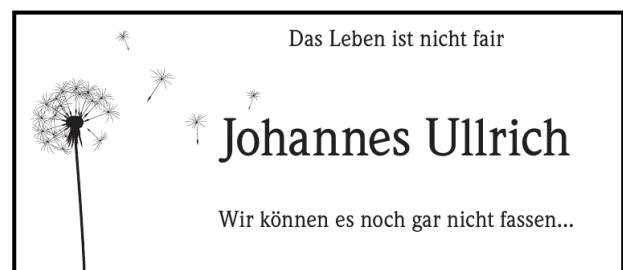 Das Leben ist nicht fair
Johannes Ullrich
Wir können es noch gar nicht fassen...